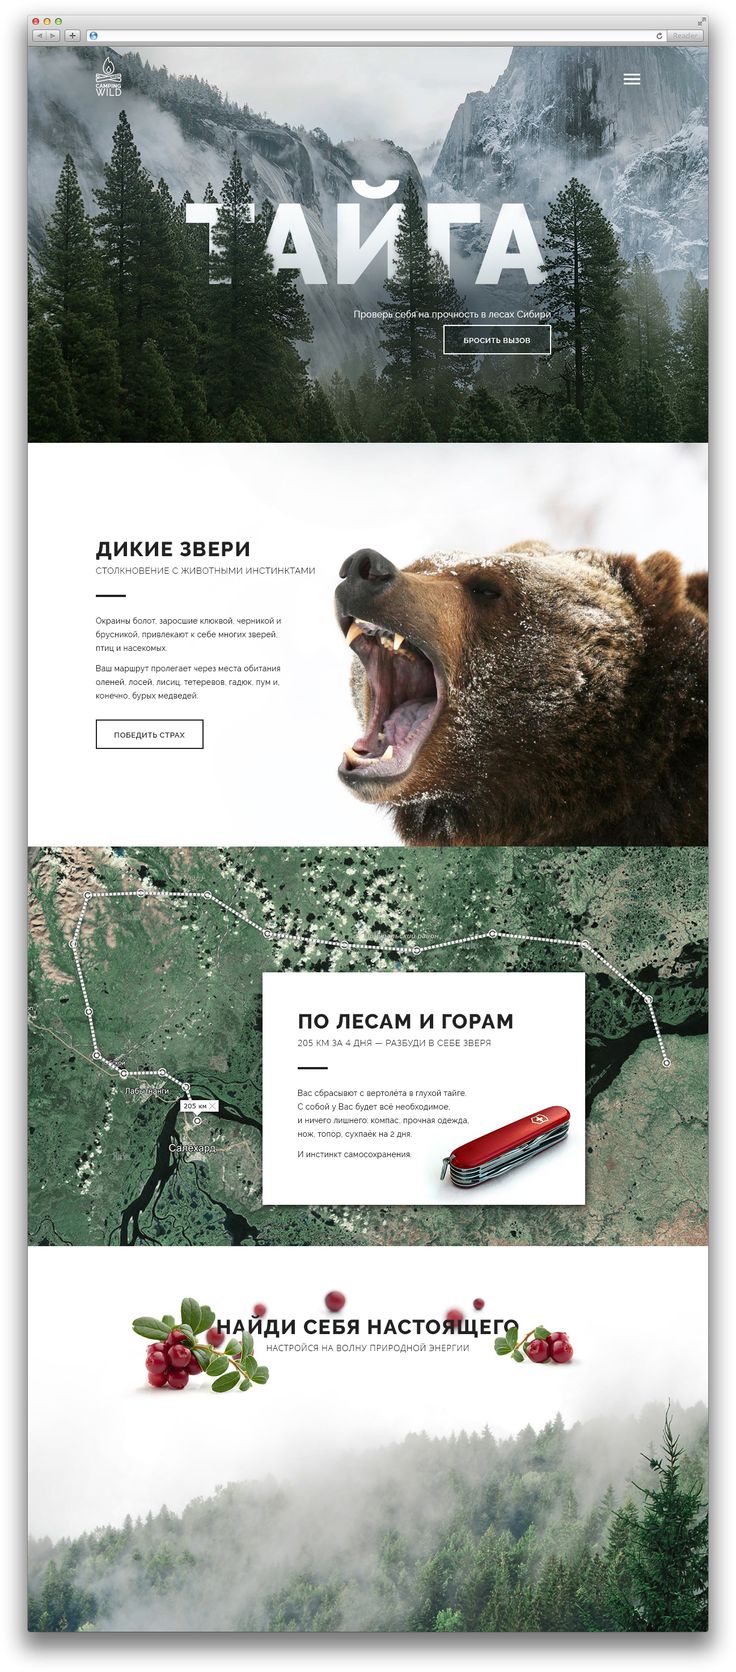 Reader
CAMPING
WILD
ТАЙГА
Проверь себя на прочность в лесах Сибири
БРОСИТЬ ВЫЗОВ
ДИКИЕ ЗВЕРИ
СТОЛКНОВЕНИЕ С ЖИВОТНЫМИ ИНСТИНКТАМИ
Окраины болот, заросшие клюквой, черникой и
брусникой, привлекают к себе многих зверей,
птиц и насекомых.
Ваш маршрут пролегает через места обитания
оленей, лосей, лисиц, тетеревов, гадюк, пум и,
конечно, бурых медведей.
ПОБЕДИТЬ СТРАХ
район
ПО ЛЕСАМ И ГОРАМ
205 КМ ЗА 4 ДНЯ — РАЗБУДИ В СЕБЕ ЗВЕРЯ
Вас сбрасывют с вертолёта в глухой тайге.
С собой у Вас будет всё необходимое,
и ничего лишнего: компас, прочная одежда,
нож, топор, сухпаёк на 2 дня.
И инстинкт самосохранения.
Лабытнанги
205 км
Салехард
НАЙДИ СЕБЯ НАСТОЯЩЕГО
НАСТРОЙСЯ НА ВОЛНУ ПРИРОДНОЙ ЭНЕРГИИ